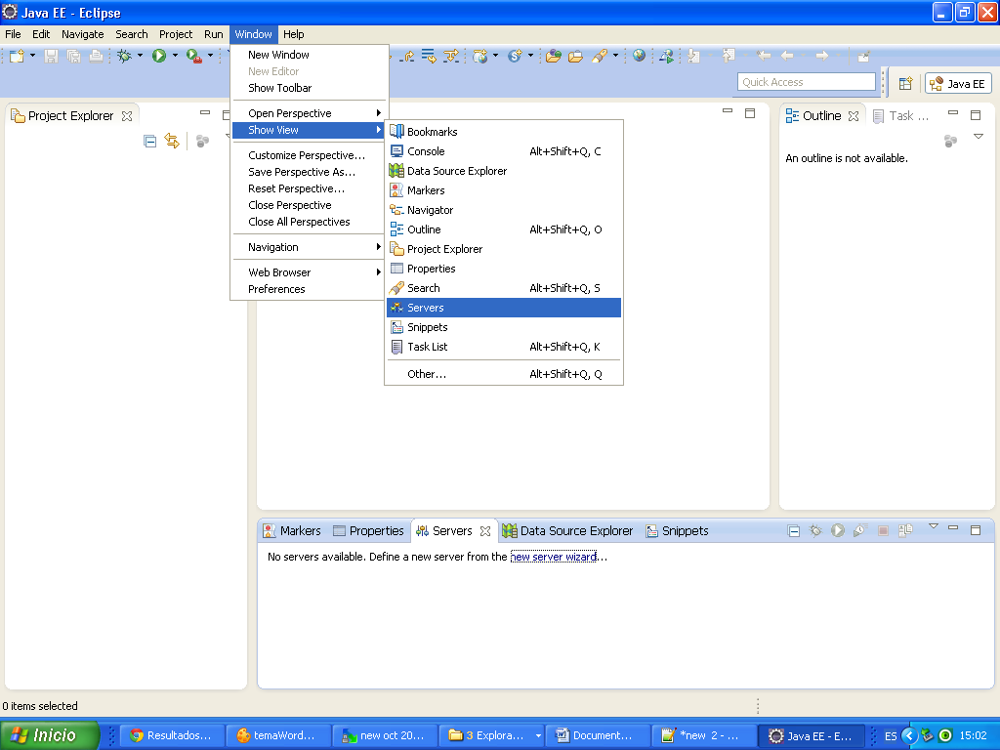 Java EE - Eclipse
File Edit Navigate Search Project Run Window Help
Quick Access
Java EE
New Window
New Editor
Show Toolbar
Open Perspective
Show View
Customize Perspective...
Save Perspective As...
Reset Perspective...
Close Perspective
Close All Perspectives
Navigation
Web Browser
Preferences
Bookmarks
Console Alt+Shift+Q, C
Data Source Explorer
Markers
Navigator
Outline Alt+Shift+Q, O
Project Explorer
Properties
Search Alt+Shift+Q, S
Servers
Snippets
Task List Alt+Shift+Q, K
Other... Alt+Shift+Q, Q
Project Explorer
Outline Task ...
An outline is not available.
Markers Properties Servers Data Source Explorer Snippets
No servers available. Define a new server from the new server wizard...
0 items selected
Inicio Resultados... temaWord... new oct 20... 3 Explora... Document... *new 2 - ... Java EE - E... ES 15:02